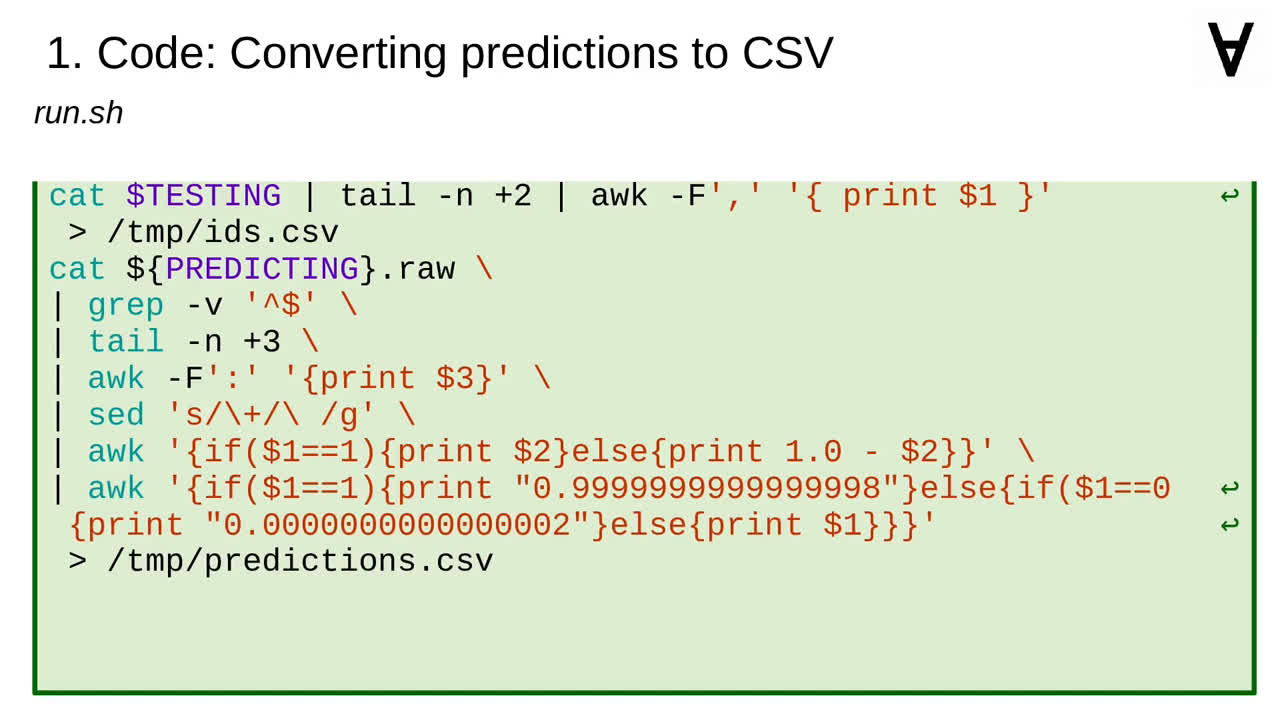 1. Code: Converting predictions to CSV
∀
run.sh
cat $TESTING | tail -n +2 | awk -F',' '{ print $1 }' ↩
> /tmp/ids.csv
cat ${PREDICTING}.raw \
| grep -v '^$' \
| tail -n +3 \
| awk -F':' '{print $3}' \
| sed 's/\+/\ /g' \
| awk '{if($1==1){print $2}else{print 1.0 - $2}}' \
| awk '{if($1==1){print "0.9999999999999998"}else{if($1==0 ↩
{print "0.0000000000000002"}else{print $1}}}' ↩
> /tmp/predictions.csv